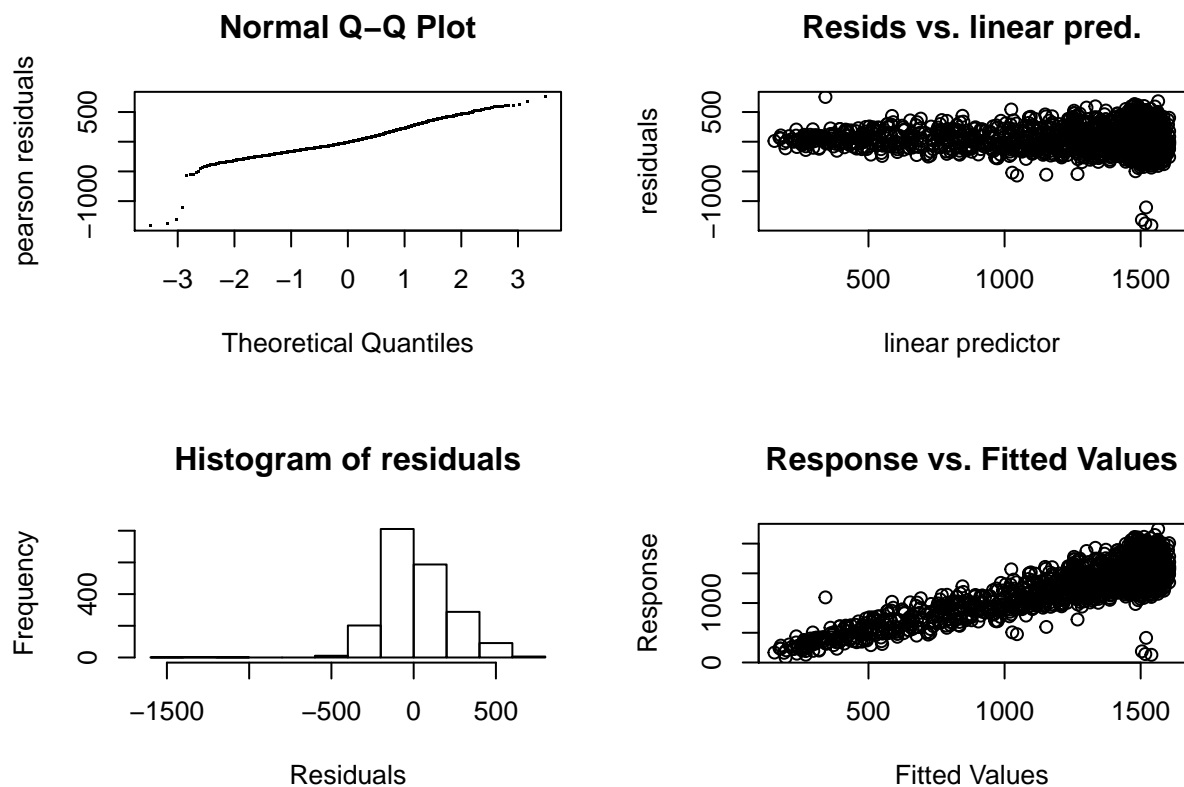 Normal Q−Q Plot
pearson residuals
−1000
500
−3 −2 −1 0 1 2 3
Theoretical Quantiles
Resids vs. linear pred.
residuals
−1000
500
500 1000 1500
linear predictor
Histogram of residuals
Frequency
0
400
−1500 −500 0 500
Residuals
Response vs. Fitted Values
Response
0
1000
500 1000 1500
Fitted Values